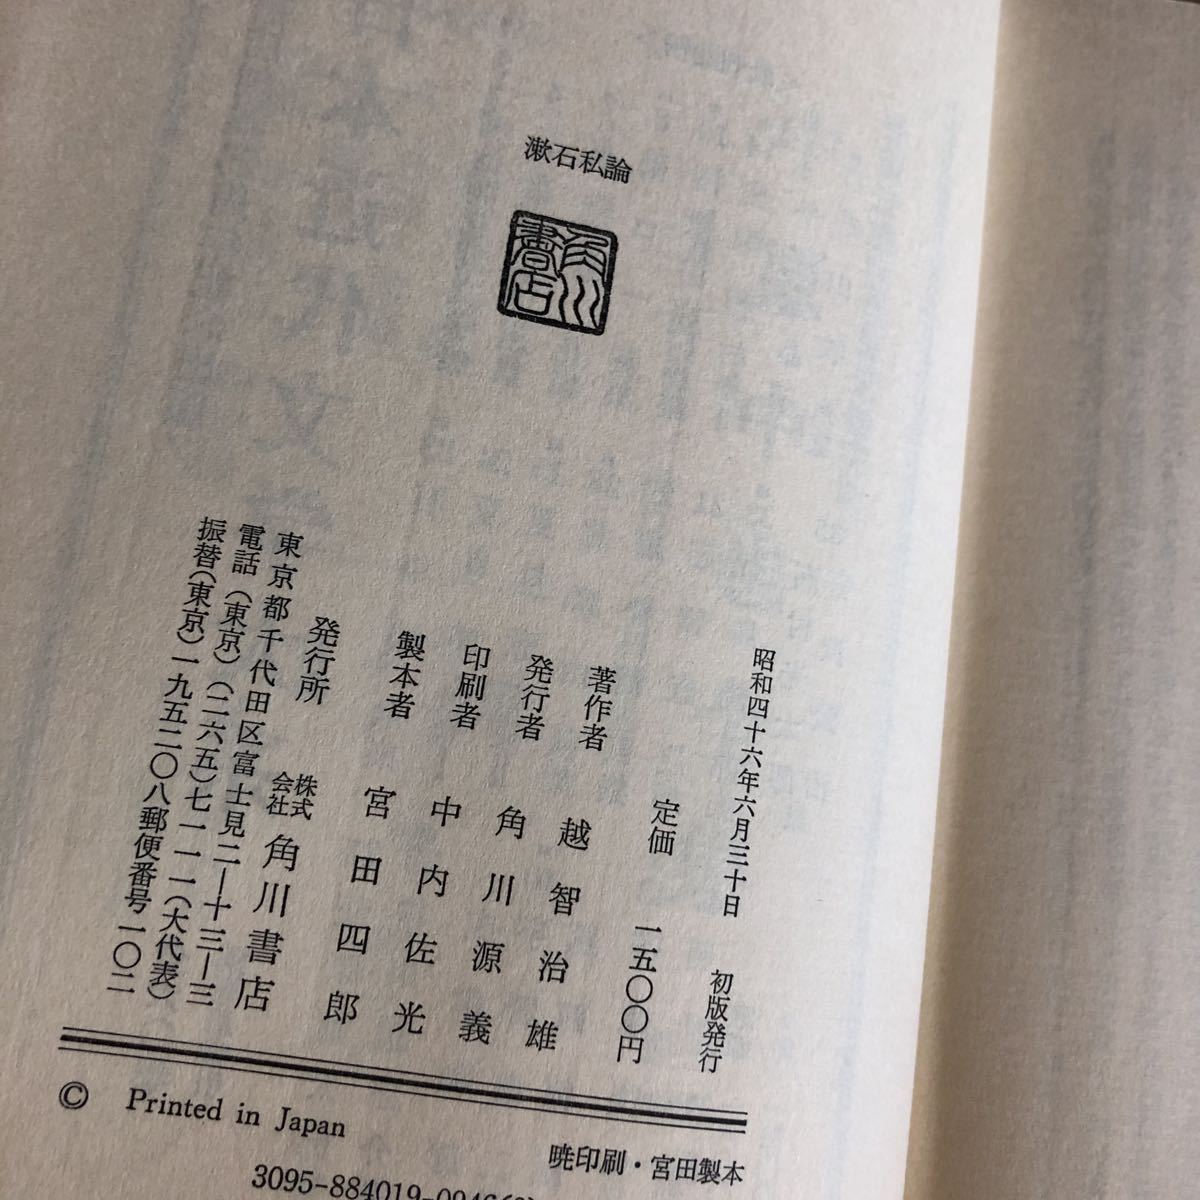 漱石私論
角川書店
昭和四十六年六月三十日 初版発行
定価 一五〇〇円
著作者 越智治雄
発行者 角川源義
印刷者 中内佐光
製本者 宮田四郎
発行所 株式会社 角川書店
東京都千代田区富士見二ー十三ー三
電話（東京）（二六五）七一一一（大代表）
振替（東京）一九五二〇八郵便番号一〇二
© Printed in Japan
暁印刷・宮田製本
3095-884019-0946(0)